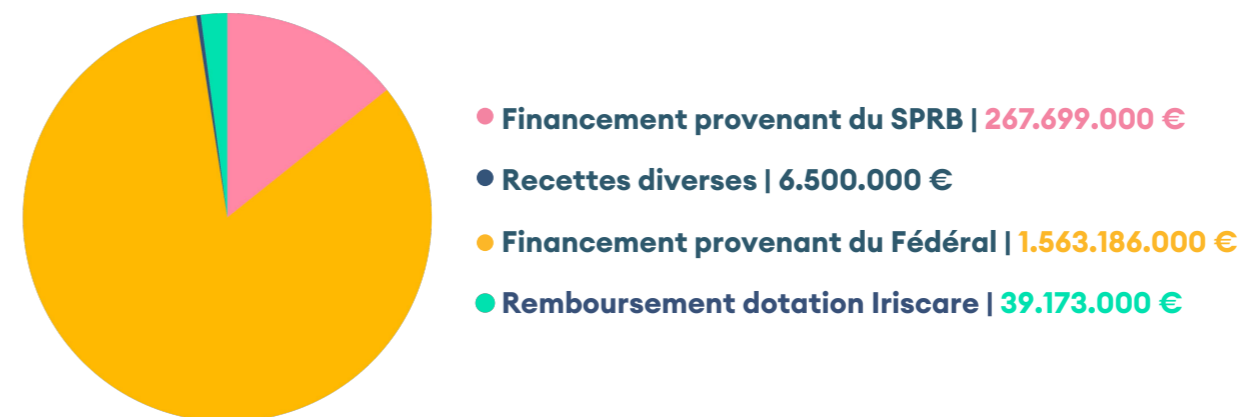 Financement provenant du SPRB | 267.699.000 €
Recettes diverses | 6.500.000 €
Financement provenant du Fédéral | 1.563.186.000 €
Remboursement dotation Iriscare | 39.173.000 €